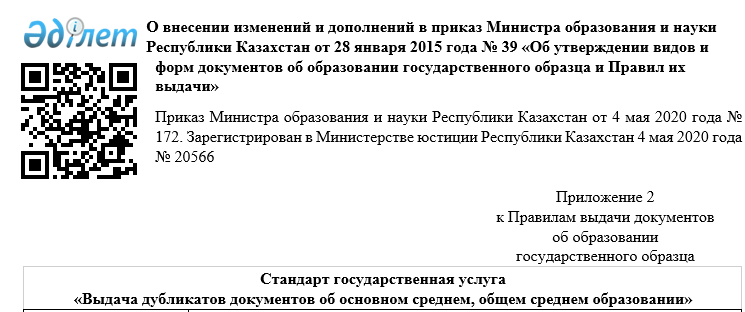 Әділет
О внесении изменений и дополнений в приказ Министра образования и науки
Республики Казахстан от 28 января 2015 года № 39 «Об утверждении видов и
форм документов об образовании государственного образца и Правил их
выдачи»
Приказ Министра образования и науки Республики Казахстан от 4 мая 2020 года №
172. Зарегистрирован в Министерстве юстиции Республики Казахстан 4 мая 2020 года
№ 20566
Приложение 2
к Правилам выдачи документов
об образовании
государственного образца
Стандарт государственная услуга
«Выдача дубликатов документов об основном среднем, общем среднем образовании»